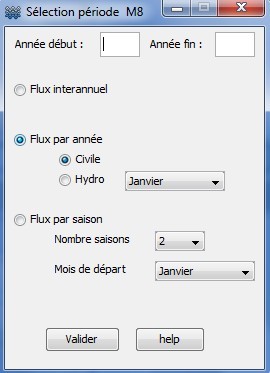 Sélection période M8
Année début : Année fin :
Flux interannuel
Flux par année
Civile
Hydro Janvier
Flux par saison
Nombre saisons 2
Mois de départ Janvier
Valider help